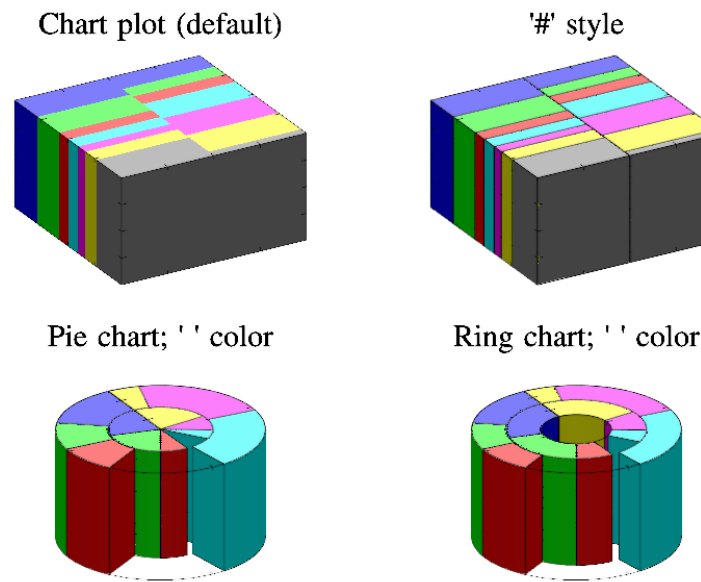 Chart plot (default)
'#' style
Pie chart; ' ' color
Ring chart; ' ' color